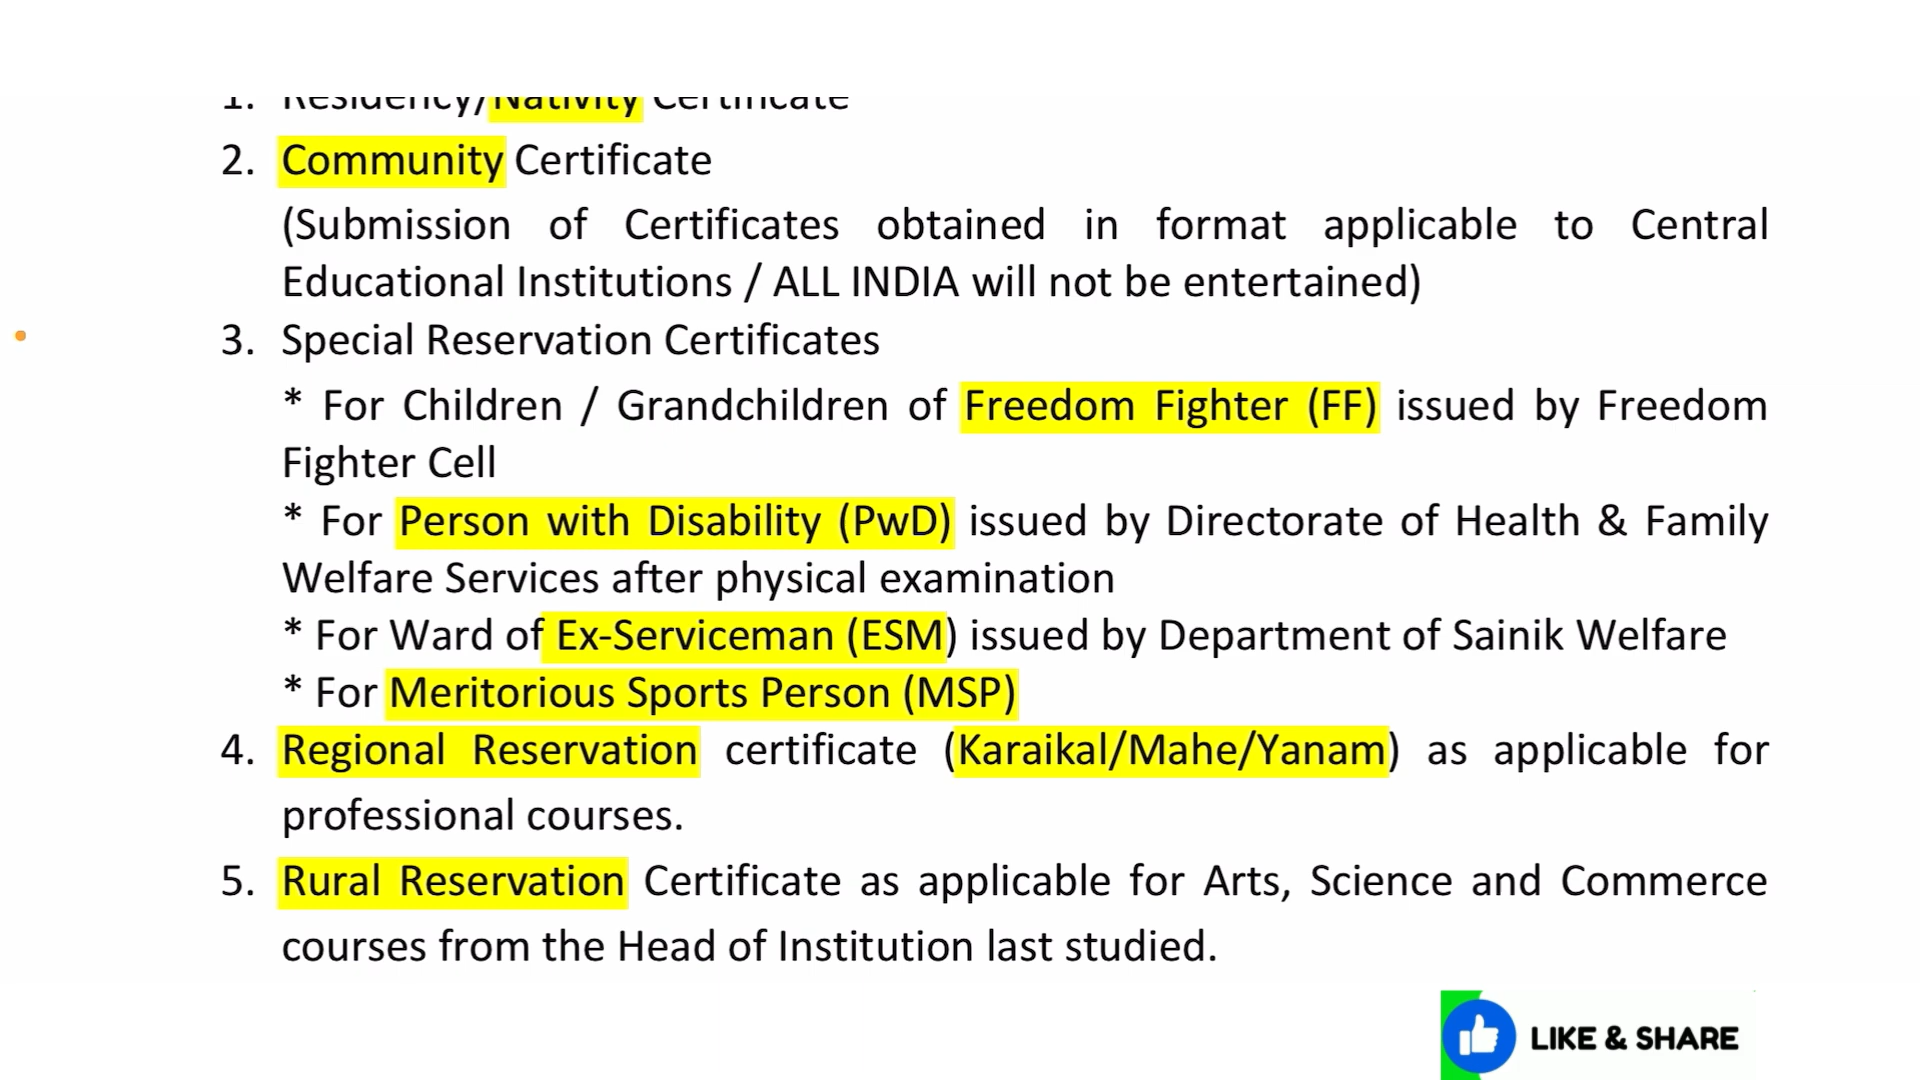 1. Residency/Nativity Certificate
2. Community Certificate
(Submission of Certificates obtained in format applicable to Central
Educational Institutions / ALL INDIA will not be entertained)
3. Special Reservation Certificates
* For Children / Grandchildren of Freedom Fighter (FF) issued by Freedom
Fighter Cell
* For Person with Disability (PwD) issued by Directorate of Health & Family
Welfare Services after physical examination
* For Ward of Ex-Serviceman (ESM) issued by Department of Sainik Welfare
* For Meritorious Sports Person (MSP)
4. Regional Reservation certificate (Karaikal/Mahe/Yanam) as applicable for
professional courses.
5. Rural Reservation Certificate as applicable for Arts, Science and Commerce
courses from the Head of Institution last studied.
LIKE & SHARE